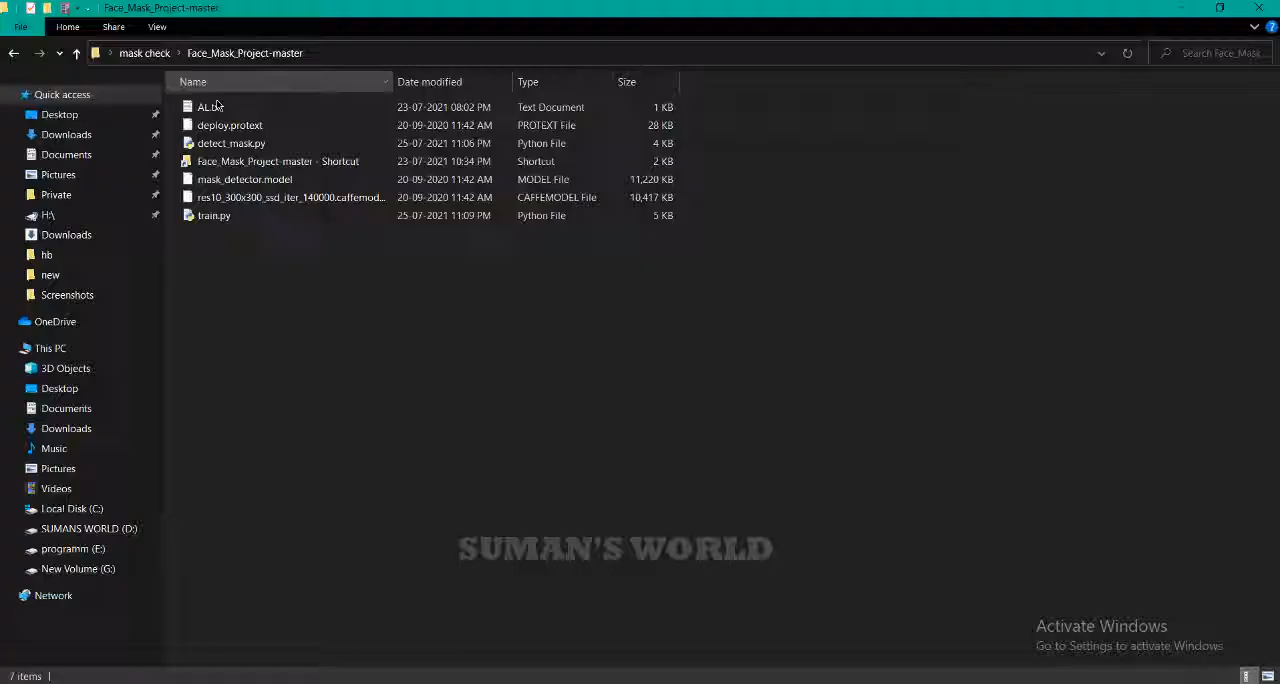 Face_Mask_Project-master
File Home Share View
mask check > Face_Mask_Project-master Search Face_Mask...
Name Date modified Type Size
Quick access
Desktop
Downloads
Documents
Pictures
Private
H:\
Downloads
hb
new
Screenshots
OneDrive
This PC
3D Objects
Desktop
Documents
Downloads
Music
Pictures
Videos
Local Disk (C:)
SUMANS WORLD (D:)
programm (E:)
New Volume (G:)
Network
23-07-2021 08:02 PM Text Document 1 KB
deploy.protext 20-09-2020 11:42 AM PROTEXT File 28 KB
detect_mask.py 25-07-2021 11:06 PM Python File 4 KB
Face_Mask_Project-master - Shortcut 23-07-2021 10:34 PM Shortcut 2 KB
mask_detector.model 20-09-2020 11:42 AM MODEL File 11,220 KB
res10_300x300_ssd_iter_140000.caffemod... 20-09-2020 11:42 AM CAFFEMODEL File 10,417 KB
train.py 25-07-2021 11:09 PM Python File 5 KB
SUMAN'S WORLD
Activate Windows
Go to Settings to activate Windows
7 items